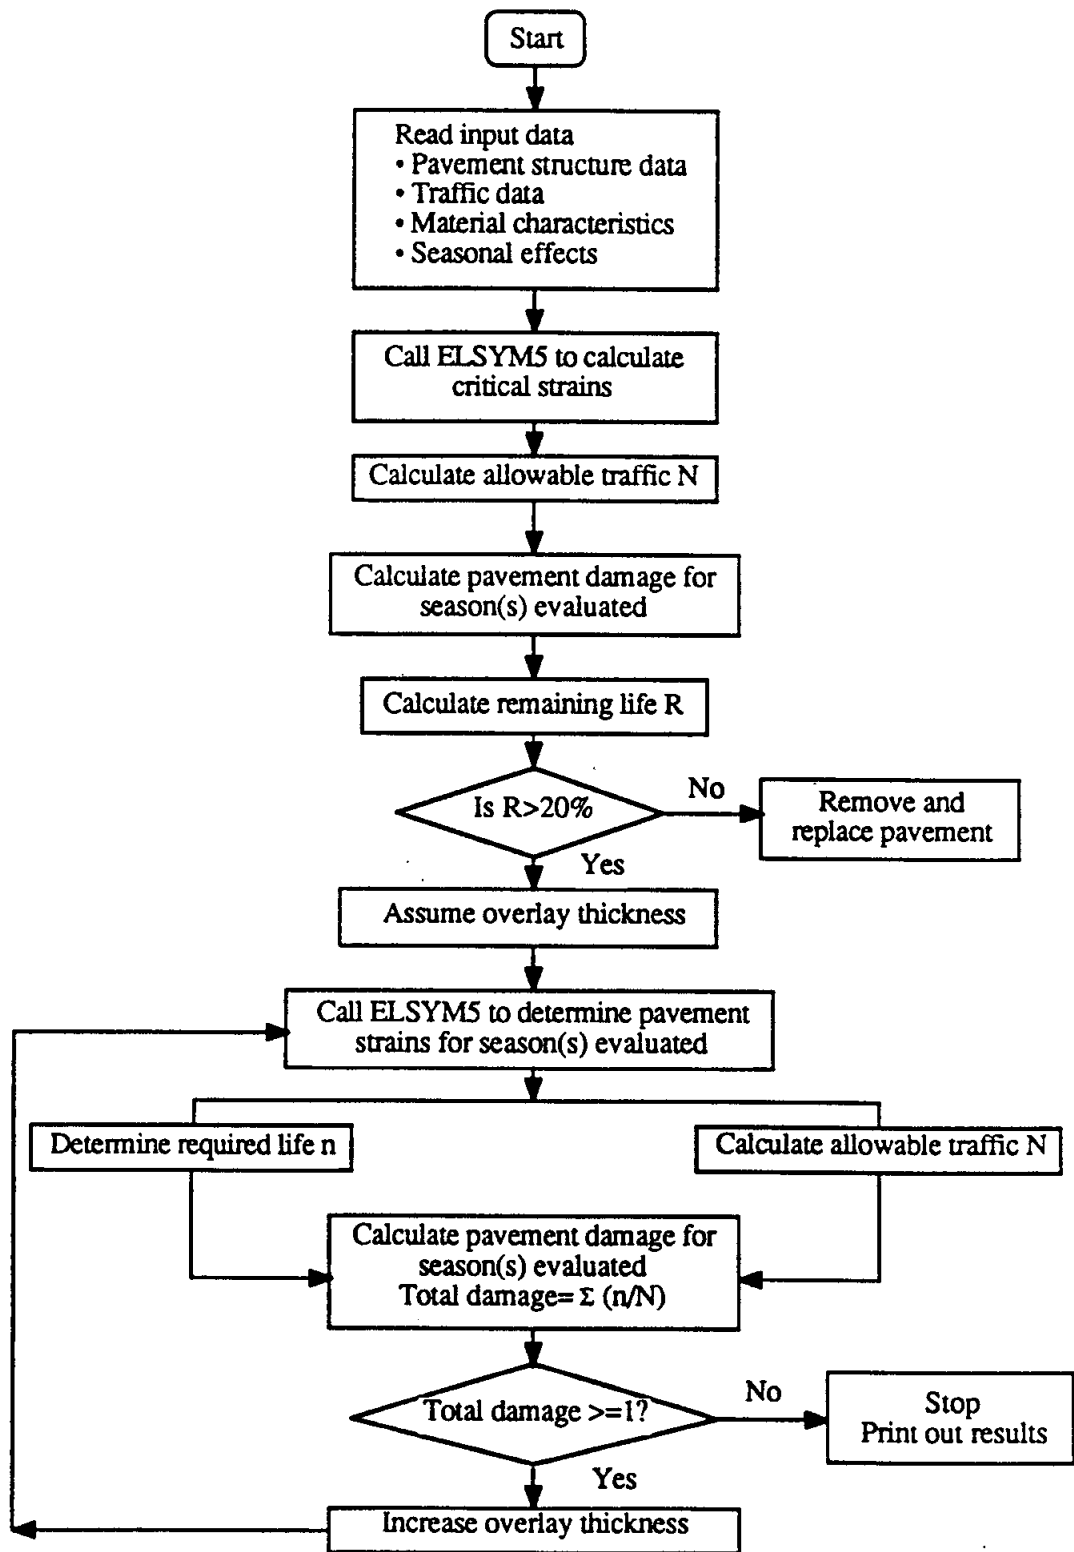 Start
Read input data
• Pavement structure data
• Traffic data
• Material characteristics
• Seasonal effects
Call ELSYM5 to calculate
critical strains
Calculate allowable traffic N
Calculate pavement damage for
season(s) evaluated
Calculate remaining life R
Is R>20%
No
Remove and
replace pavement
Yes
Assume overlay thickness
Call ELSYM5 to determine pavement
strains for season(s) evaluated
Determine required life n
Calculate allowable traffic N
Calculate pavement damage for
season(s) evaluated
Total damage= Σ (n/N)
Total damage >=1?
No
Stop
Print out results
Yes
Increase overlay thickness